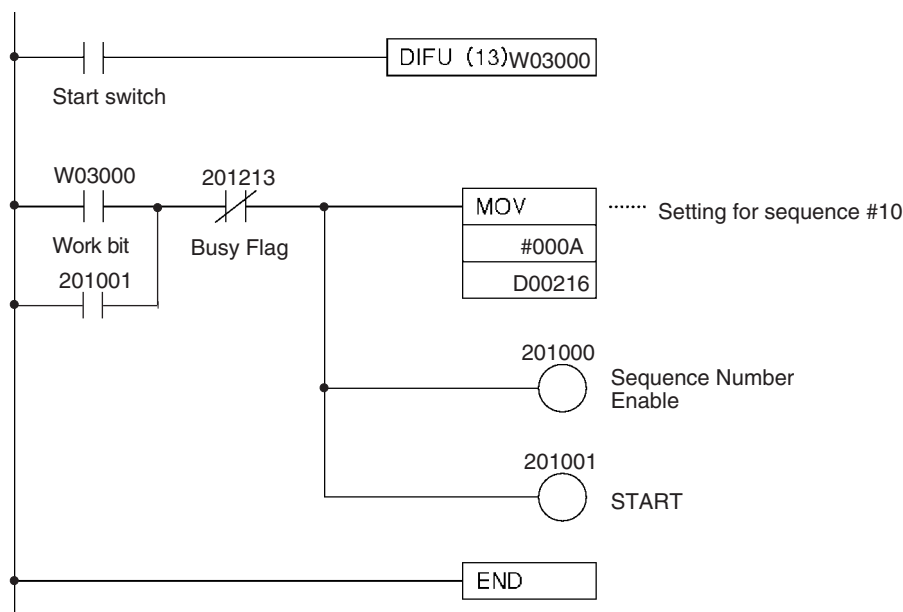 DIFU (13)W03000
Start switch
W03000
201213
MOV
······· Setting for sequence #10
Work bit
Busy Flag
#000A
201001
D00216
201000
Sequence Number
Enable
201001
START
END